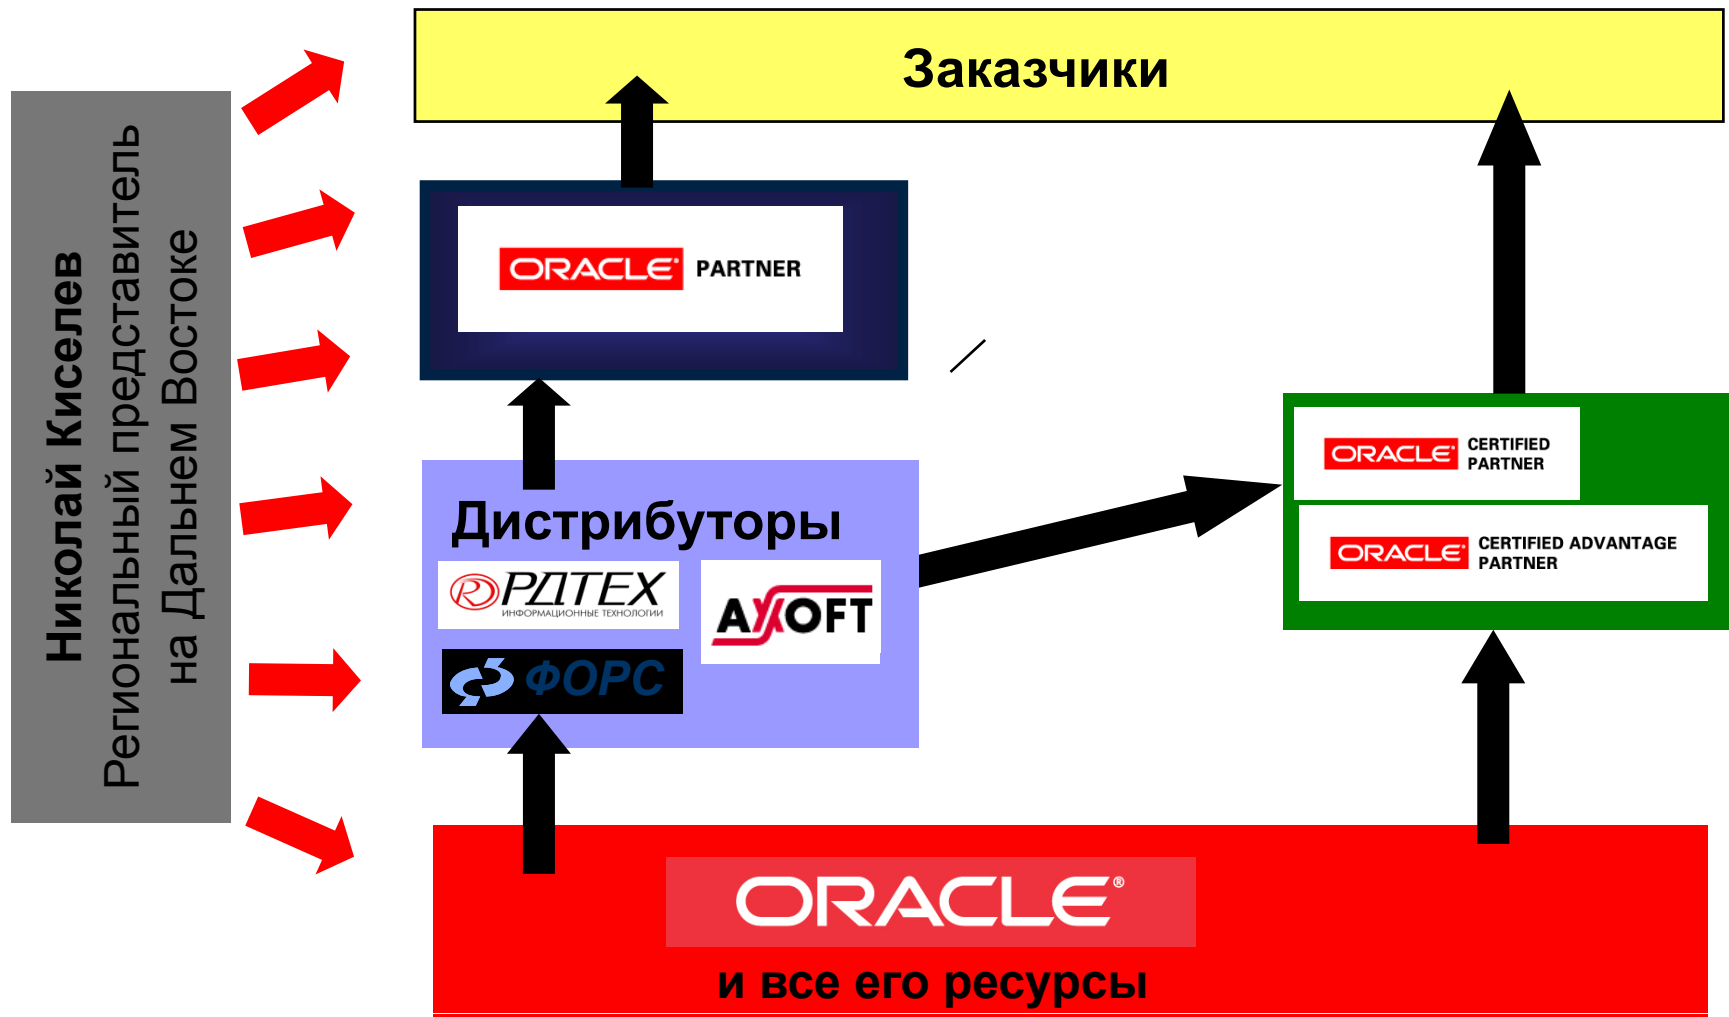 Заказчики
Николай Киселев
Региональный представитель
на Дальнем Востоке
ORACLE® PARTNER
ORACLE® CERTIFIED
PARTNER
ORACLE® CERTIFIED ADVANTAGE
PARTNER
Дистрибуторы
РДТЕХ
ИНФОРМАЦИОННЫЕ ТЕХНОЛОГИИ
AXOFT
ФОРС
ORACLE®
и все его ресурсы